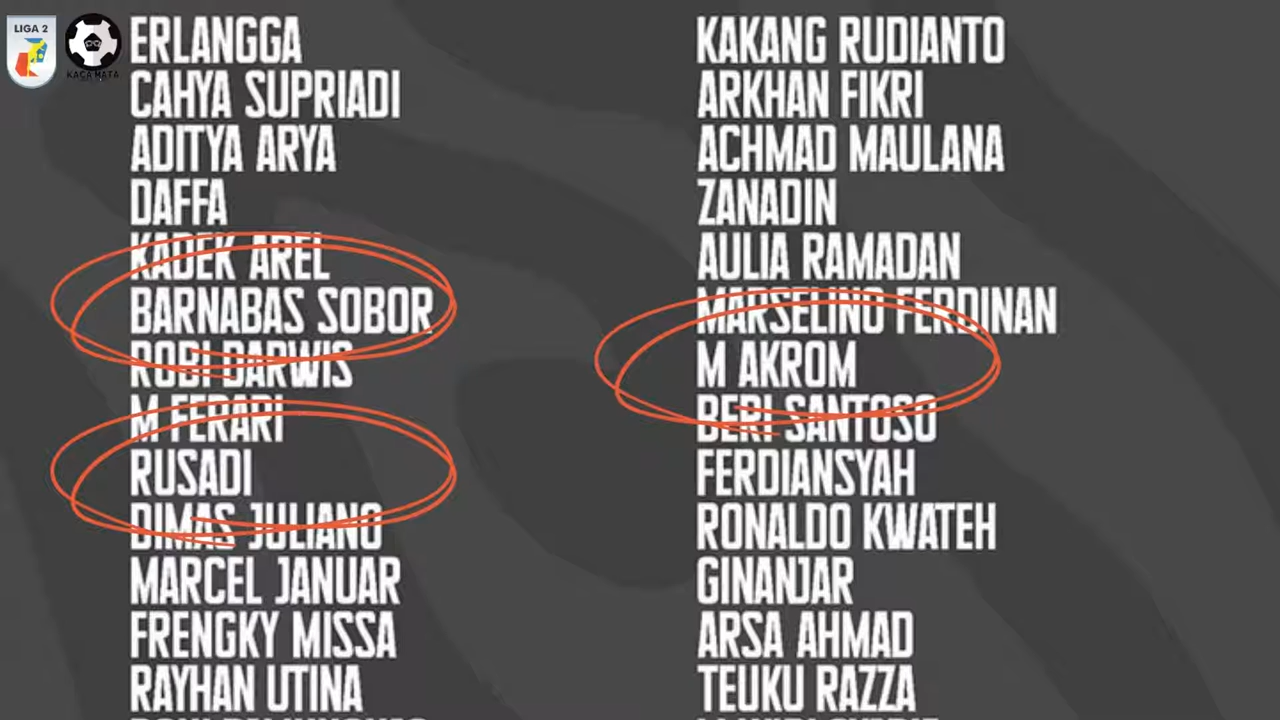 LIGA 2
KACA MATA
ERLANGGA
CAHYA SUPRIADI
ADITYA ARYA
DAFFA
KADEK AREL
BARNABAS SOBOR
ROBI DARWIS
M FERARI
RUSADI
DIMAS JULIANO
MARCEL JANUAR
FRENGKY MISSA
RAYHAN UTINA
KAKANG RUDIANTO
ARKHAN FIKRI
ACHMAD MAULANA
ZANADIN
AULIA RAMADAN
MARSELINO FERDINAN
M AKROM
BERI SANTOSO
FERDIANSYAH
RONALDO KWATEH
GINANJAR
ARSA AHMAD
TEUKU RAZZA